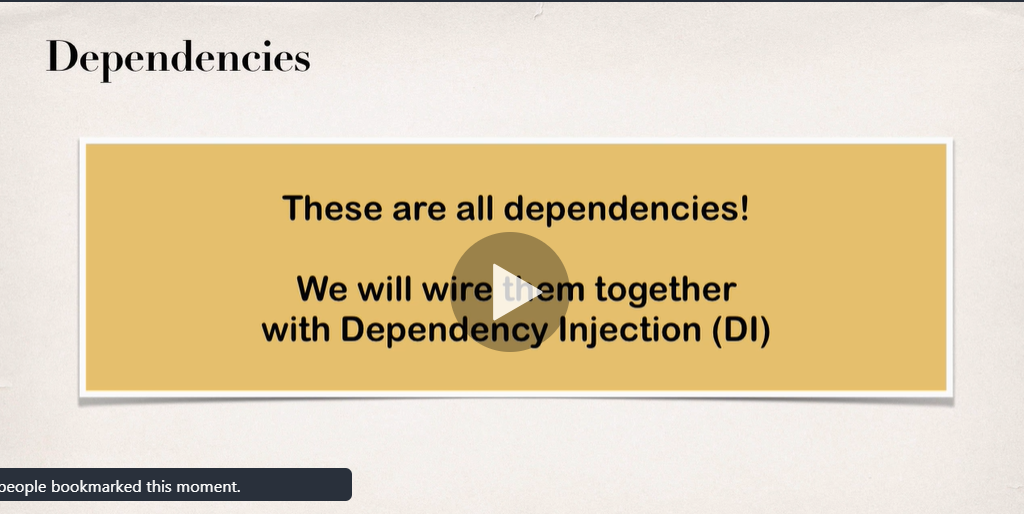 Dependencies
These are all dependencies!
We will wire them together
with Dependency Injection (DI)
people bookmarked this moment.